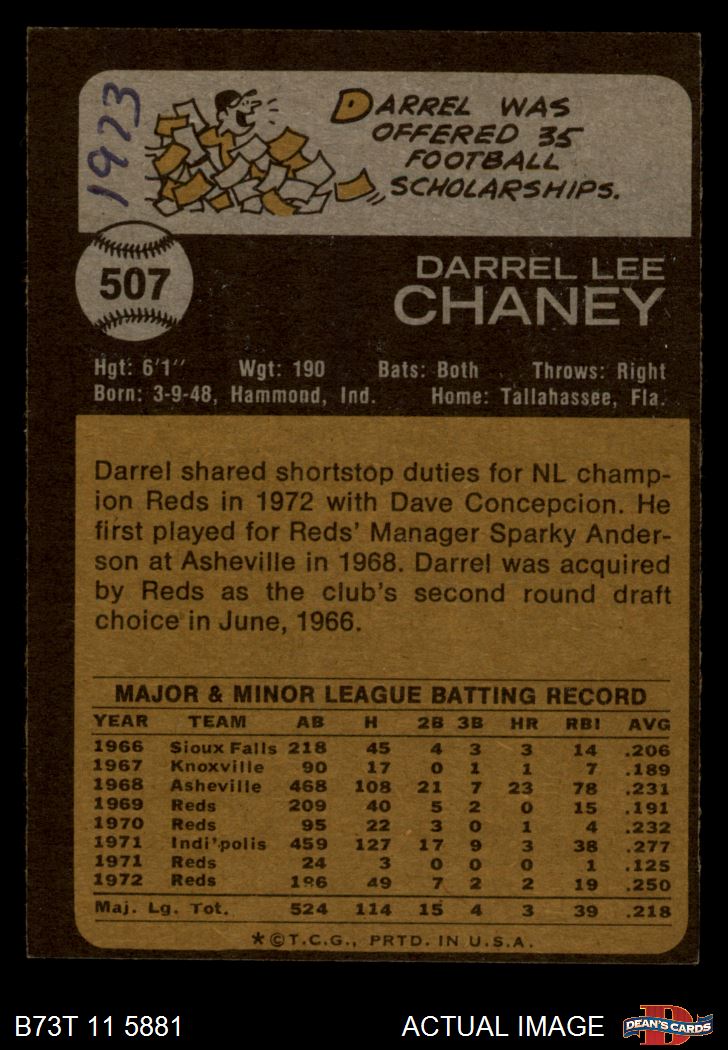 1973
DARREL WAS
OFFERED 35
FOOTBALL
SCHOLARSHIPS.
507
DARREL LEE
CHANEY
Hgt: 6'1" Wgt: 190 Bats: Both Throws: Right
Born: 3-9-48, Hammond, Ind. Home: Tallahassee, Fla.
Darrel shared shortstop duties for NL champ-
ion Reds in 1972 with Dave Concepcion. He
first played for Reds' Manager Sparky Ander-
son at Asheville in 1968. Darrel was acquired
by Reds as the club's second round draft
choice in June, 1966.
MAJOR & MINOR LEAGUE BATTING RECORD
YEAR TEAM AB H 2B 3B HR RBI AVG
1966 Sioux Falls 218 45 4 3 3 14 .206
1967 Knoxville 90 17 0 1 1 7 .189
1968 Asheville 468 108 21 7 23 78 .231
1969 Reds 209 40 5 2 0 15 .191
1970 Reds 95 22 3 0 1 4 .232
1971 Indi'polis 459 127 17 9 3 38 .277
1971 Reds 24 3 0 0 0 1 .125
1972 Reds 196 49 7 2 2 19 .250
Maj. Lg. Tot. 524 114 15 4 3 39 .218
*©T.C.G., PRTD. IN U.S.A.
B73T 11 5881 ACTUAL IMAGE DEAN'S CARDS